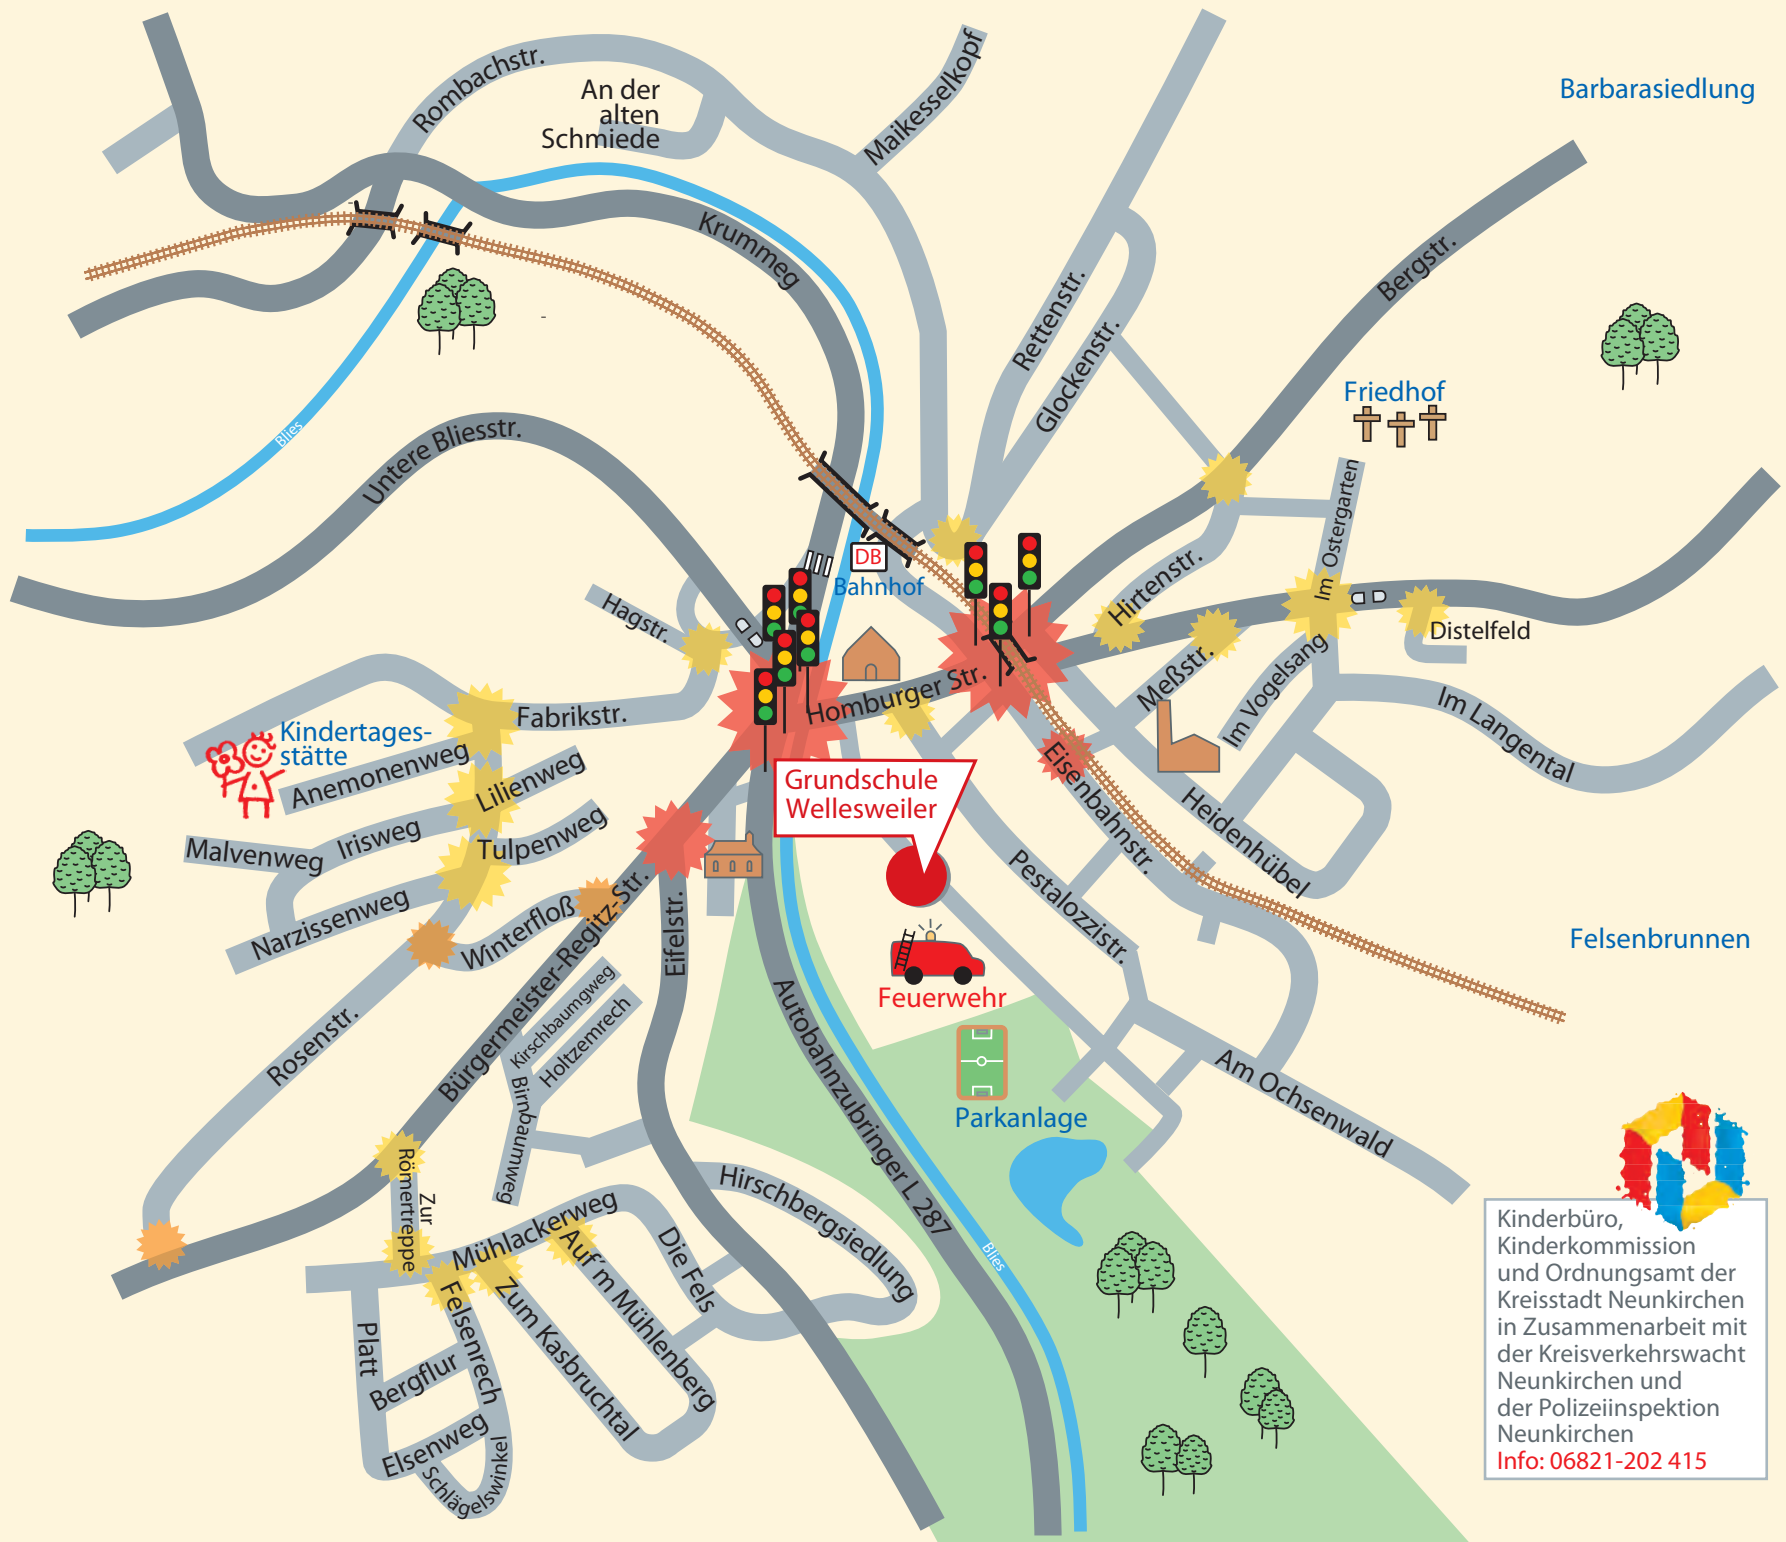 Rombachstr.
An der
alten
Schmiede
Maikesselkopf
Barbarasiedlung
Krummeg
Rettenstr.
Glockenstr.
Bergstr.
Friedhof
Blies
Untere Bliesstr.
Im Ostergarten
DB
Bahnhof
Hirtenstr.
Hagstr.
Distelfeld
Meßstr.
Im Vogelsang
Im Langental
Homburger Str.
Fabrikstr.
Kindertages-
stätte
Anemonenweg
Lilienweg
Grundschule
Wellesweiler
Eisenbahnstr.
Heidenhübel
Malvenweg
Irisweg
Tulpenweg
Pestalozzistr.
Narzissenweg
Winterfloß
Bürgermeister-Regitz-Str.
Eifelstr.
Felsenbrunnen
Feuerwehr
Kirschbaumgweg
Holtzemrech
Birnbaumweg
Rosenstr.
Autobahnzubringer L 287
Parkanlage
Am Ochsenwald
Zur
Römertreppe
Mühlackerweg
Hirschbergsiedlung
Die Fels
Auf'm Mühlenberg
Zum Kasbruchtal
Felsenrech
Platt
Bergflur
Elsenweg
Schlägelswinkel
Blies
Kinderbüro,
Kinderkommission
und Ordnungsamt der
Kreisstadt Neunkirchen
in Zusammenarbeit mit
der Kreisverkehrswacht
Neunkirchen und
der Polizeiinspektion
Neunkirchen
Info: 06821-202 415